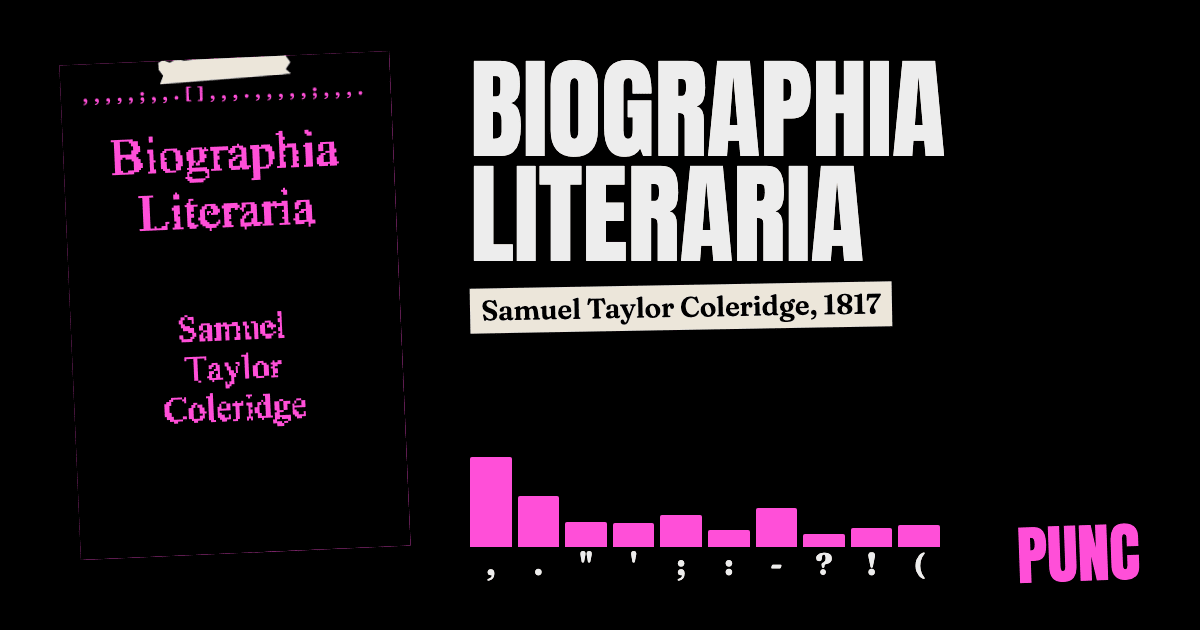 ,,,,,;,,.[],,,.,,,,,;,,,.
Biographia
Literaria
Samuel
Taylor
Coleridge
BIOGRAPHIA
LITERARIA
Samuel Taylor Coleridge, 1817
, . " ' ; : - ? ! (
PUNC